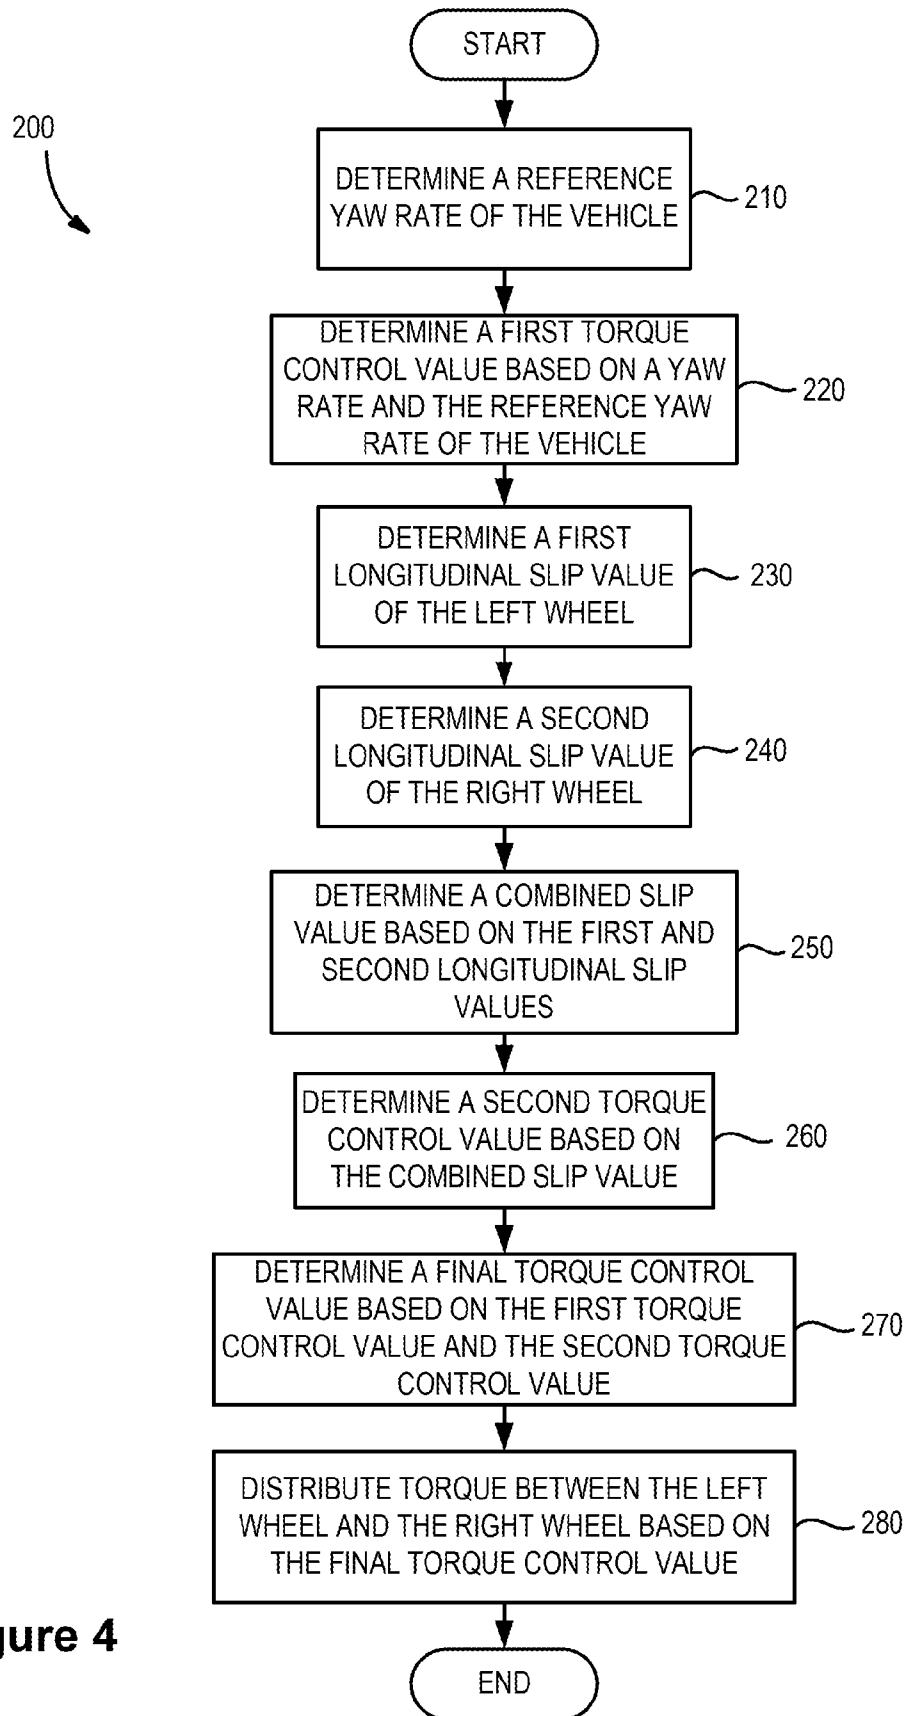 START
200
DETERMINE A REFERENCE
YAW RATE OF THE VEHICLE
210
DETERMINE A FIRST TORQUE
CONTROL VALUE BASED ON A YAW
RATE AND THE REFERENCE YAW
RATE OF THE VEHICLE
220
DETERMINE A FIRST
LONGITUDINAL SLIP VALUE
OF THE LEFT WHEEL
230
DETERMINE A SECOND
LONGITUDINAL SLIP VALUE
OF THE RIGHT WHEEL
240
DETERMINE A COMBINED SLIP
VALUE BASED ON THE FIRST AND
SECOND LONGITUDINAL SLIP
VALUES
250
DETERMINE A SECOND TORQUE
CONTROL VALUE BASED ON
THE COMBINED SLIP VALUE
260
DETERMINE A FINAL TORQUE CONTROL
VALUE BASED ON THE FIRST TORQUE
CONTROL VALUE AND THE SECOND TORQUE
CONTROL VALUE
270
DISTRIBUTE TORQUE BETWEEN THE LEFT
WHEEL AND THE RIGHT WHEEL BASED ON
THE FINAL TORQUE CONTROL VALUE
280
gure 4
END